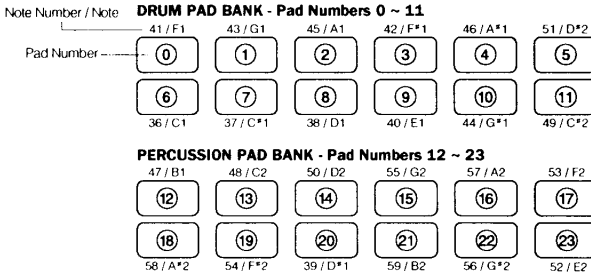 Note Number / Note
DRUM PAD BANK - Pad Numbers 0 ~ 11
41 / F1 43 / G1 45 / A1 42 / F#1 46 / A#1 51 / D#2
Pad Number
0 1 2 3 4 5
6 7 8 9 10 11
36 / C1 37 / C#1 38 / D1 40 / E1 44 / G#1 49 / C#2
PERCUSSION PAD BANK - Pad Numbers 12 ~ 23
47 / B1 48 / C2 50 / D2 55 / G2 57 / A2 53 / F2
12 13 14 15 16 17
18 19 20 21 22 23
58 / A#2 54 / F#2 39 / D#1 59 / B2 56 / G#2 52 / E2